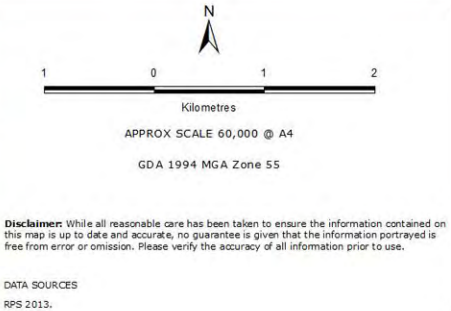 N
1 0 1 2
Kilometres
APPROX SCALE 60,000 @ A4
GDA 1994 MGA Zone 55
Disclaimer: While all reasonable care has been taken to ensure the information contained on
this map is up to date and accurate, no guarantee is given that the information portrayed is
free from error or omission. Please verify the accuracy of all information prior to use.
DATA SOURCES
RPS 2013.